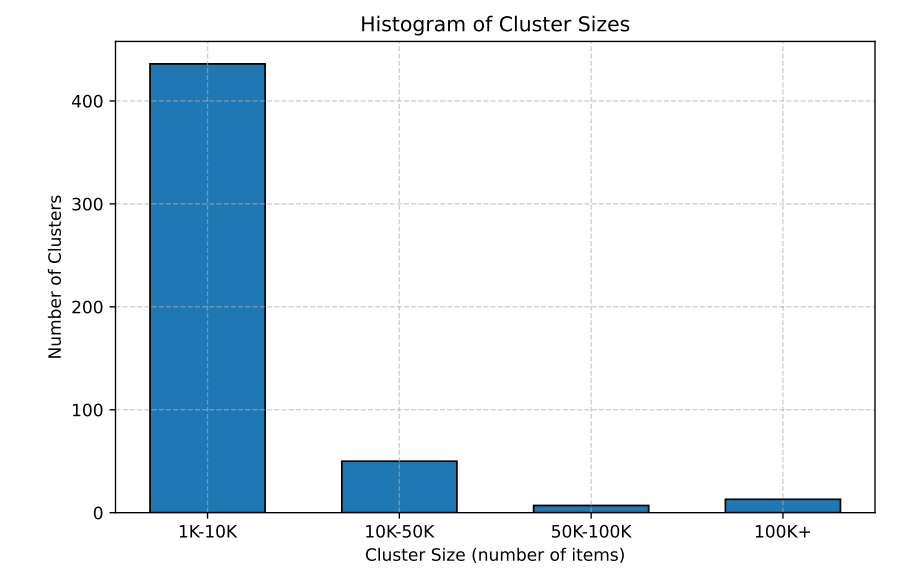 Histogram of Cluster Sizes
Number of Clusters
400
300
200
100
0
1K-10K 10K-50K 50K-100K 100K+
Cluster Size (number of items)